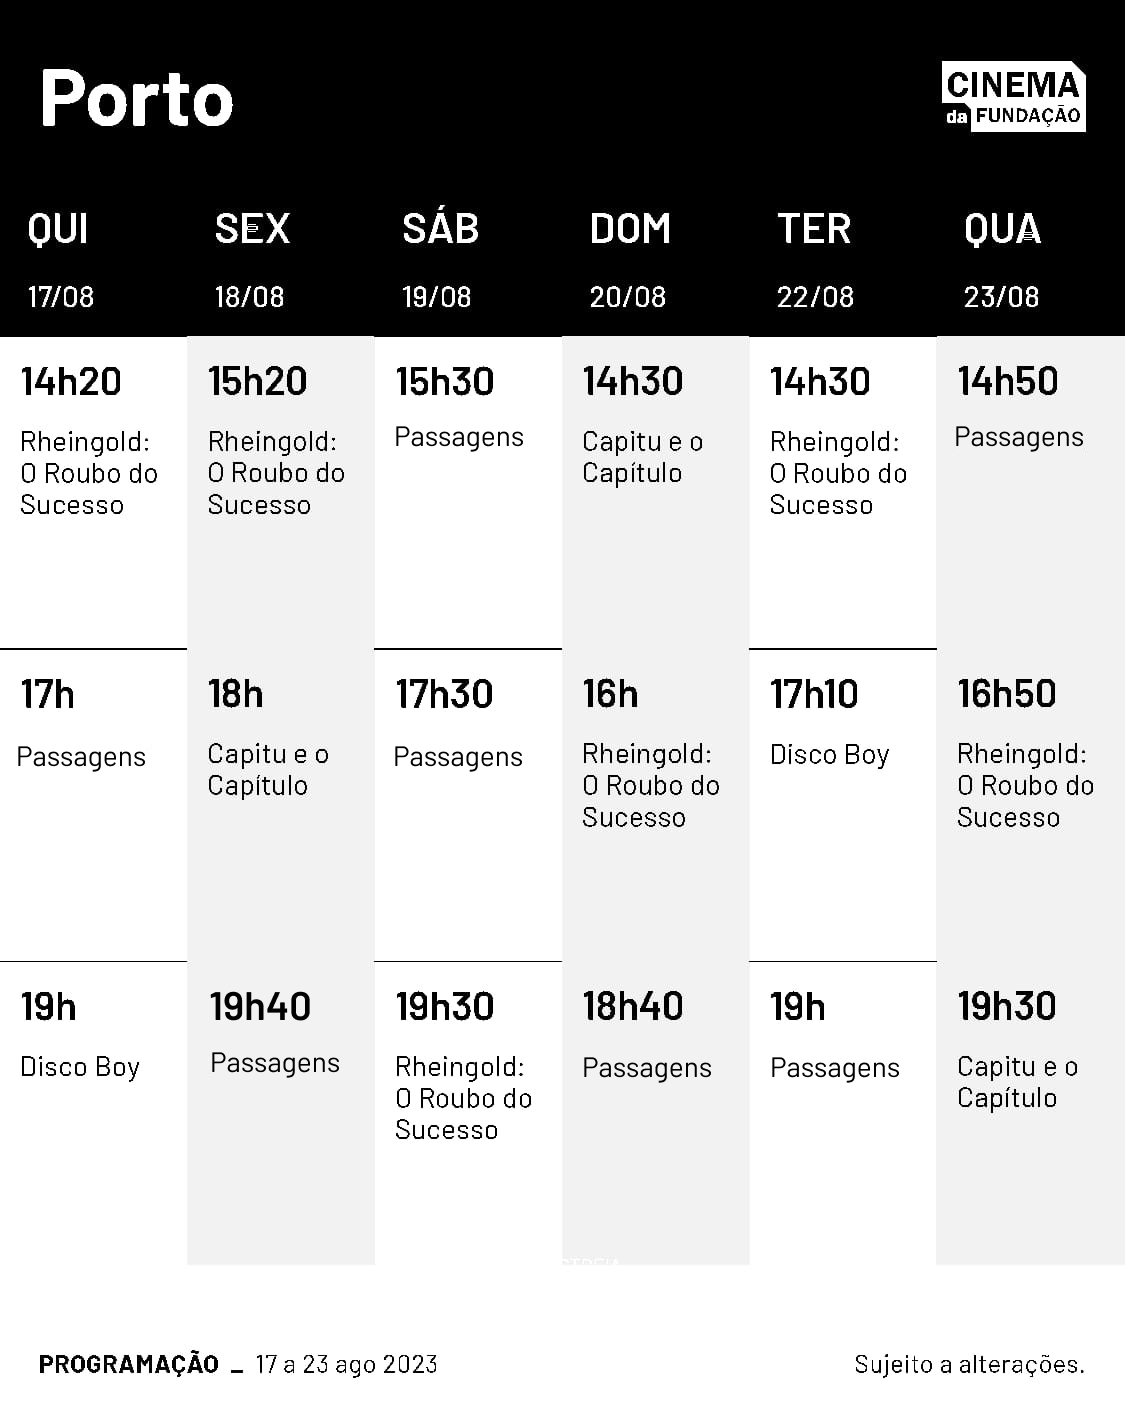 Porto
CINEMA
da FUNDAÇÃO
QUI
17/08
14h20
Rheingold:
O Roubo do
Sucesso
17h
Passagens
19h
Disco Boy
SEX
18/08
15h20
Rheingold:
O Roubo do
Sucesso
18h
Capitu e o
Capítulo
19h40
Passagens
SÁB
19/08
15h30
Passagens
17h30
Passagens
19h30
Rheingold:
O Roubo do
Sucesso
DOM
20/08
14h30
Capitu e o
Capítulo
16h
Rheingold:
O Roubo do
Sucesso
18h40
Passagens
TER
22/08
14h30
Rheingold:
O Roubo do
Sucesso
17h10
Disco Boy
19h
Passagens
QUA
23/08
14h50
Passagens
16h50
Rheingold:
O Roubo do
Sucesso
19h30
Capitu e o
Capítulo
PROGRAMAÇÃO _ 17 a 23 ago 2023
Sujeito a alterações.